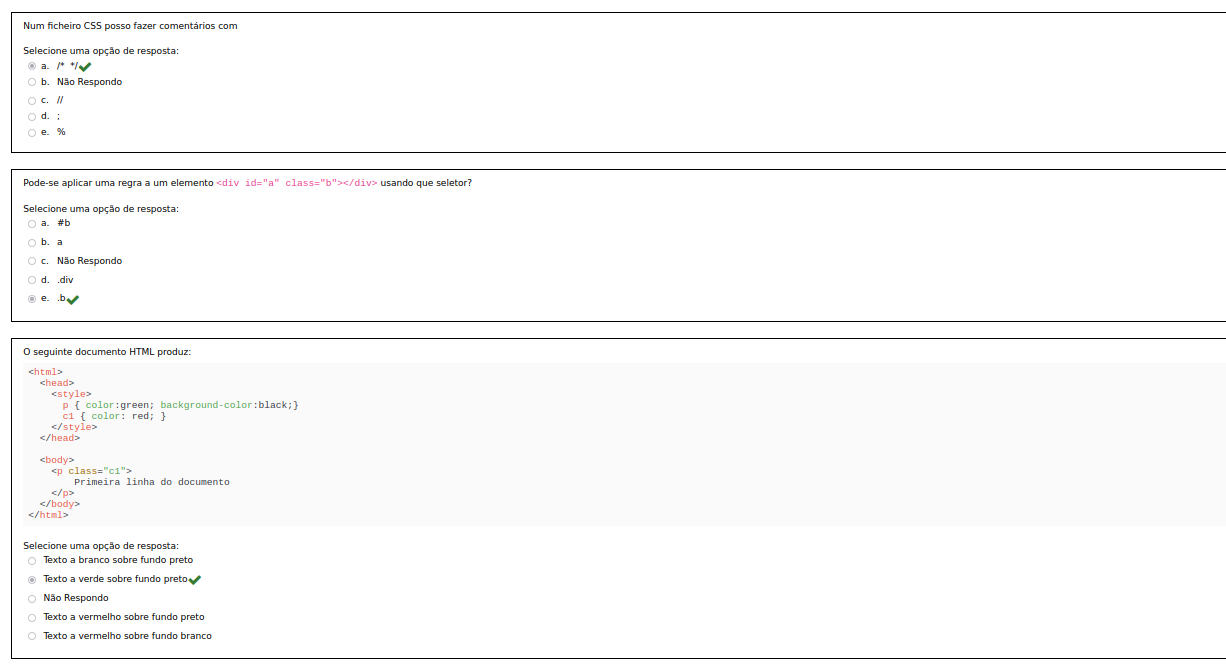 Num ficheiro CSS posso fazer comentários com
Selecione uma opção de resposta:
a. /* */
b. Não Respondo
c. //
d. ;
e. %
Pode-se aplicar uma regra a um elemento <div id="a" class="b"></div> usando que seletor?
Selecione uma opção de resposta:
a. #b
b. a
c. Não Respondo
d. .div
e. .b
O seguinte documento HTML produz:
<html>
  <head>
    <style>
      p { color:green; background-color:black;}
      c1 { color: red; }
    </style>
  </head>
  <body>
    <p class="c1">
        Primeira linha do documento
    </p>
  </body>
</html>
Selecione uma opção de resposta:
Texto a branco sobre fundo preto
Texto a verde sobre fundo preto
Não Respondo
Texto a vermelho sobre fundo preto
Texto a vermelho sobre fundo branco